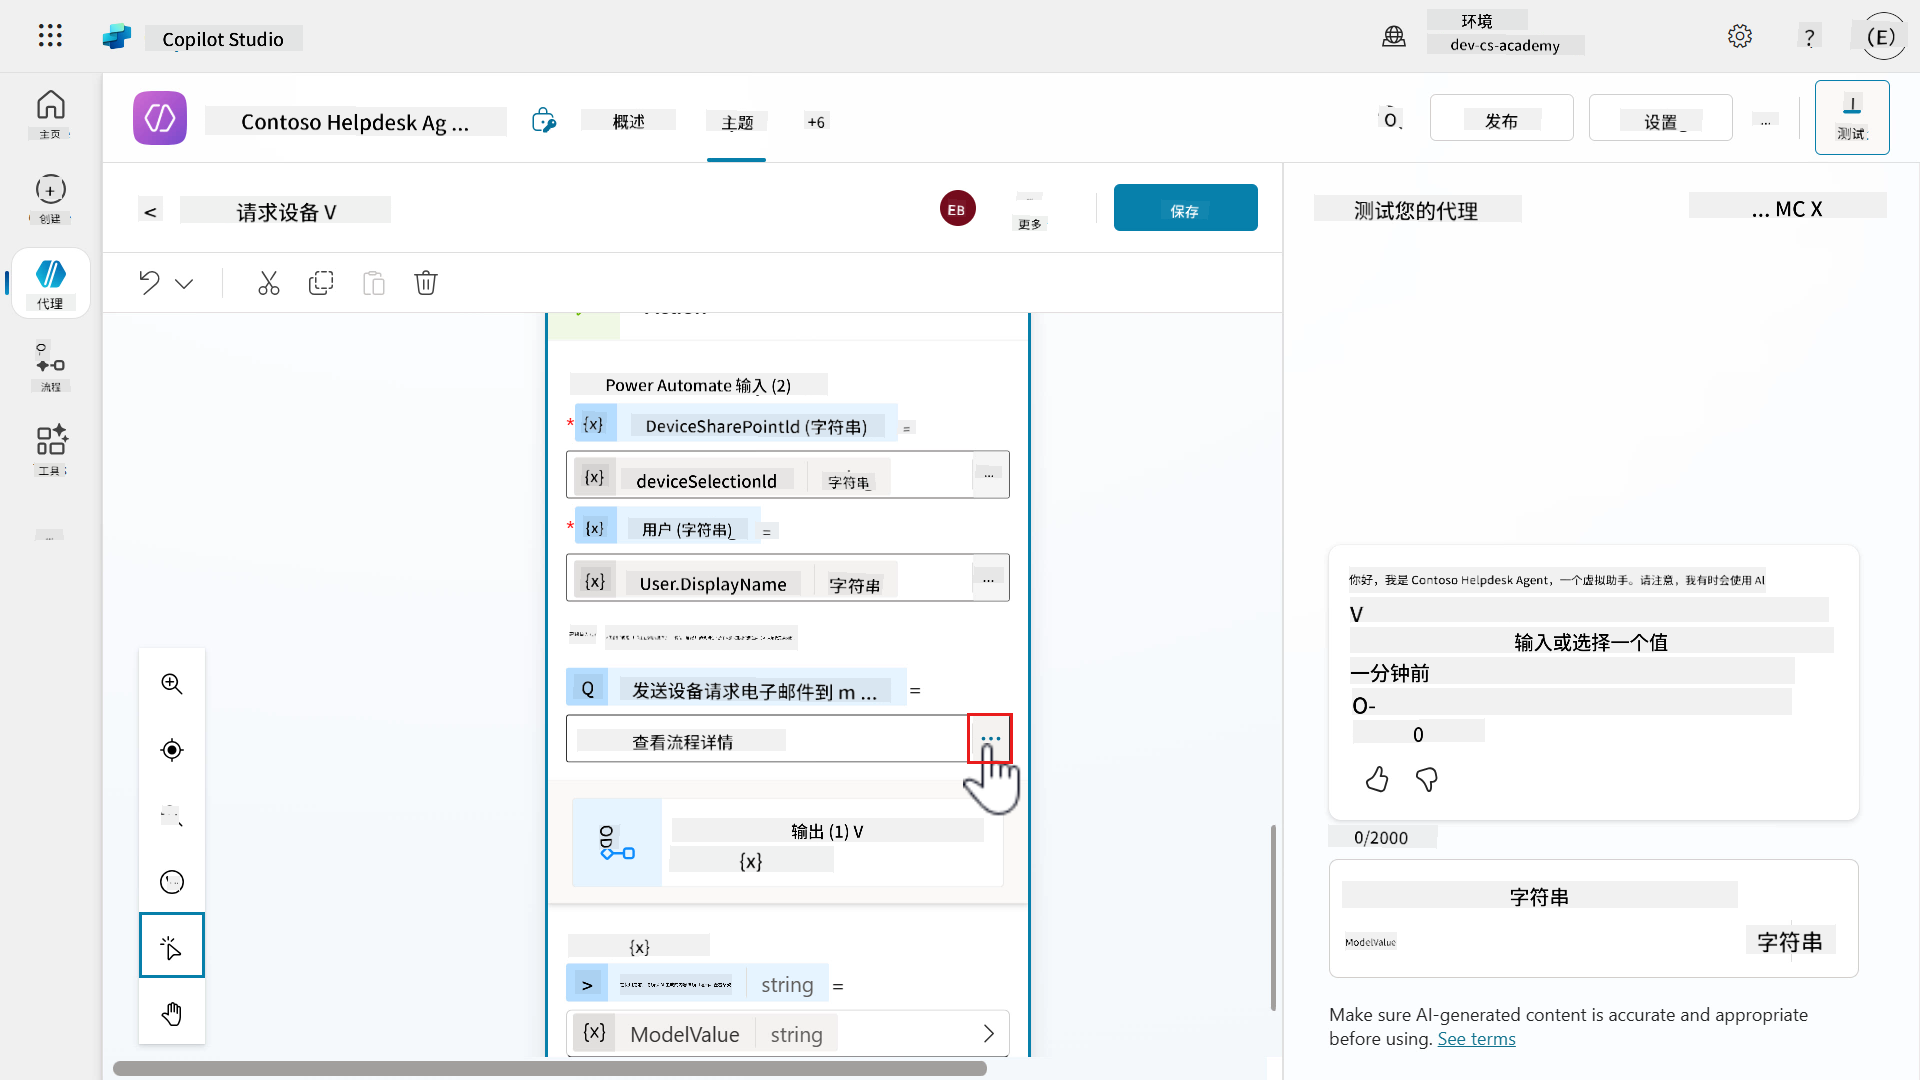 Copilot Studio
环境
dev-cs-academy
?
(E)
主页
创建
代理
流程
工具
Contoso Helpdesk Ag ...
概述
主题
+6
发布
设置
...
测试
<
请求设备 V
EB
更多
保存
Power Automate 输入 (2)
* {x} DeviceSharePointld (字符串) =
{x} deviceSelectionld 字符串 ...
* {x} 用户 (字符串) =
{x} User.DisplayName 字符串 ...
Q 发送设备请求电子邮件到 m ... =
查看流程详情 ...
输出 (1) V
{x}
{x}
> string =
{x} ModelValue string
测试您的代理
... MC X
你好，我是 Contoso Helpdesk Agent，一个虚拟助手。请注意，我有时会使用 AI
V
输入或选择一个值
一分钟前
O-
0
0/2000
字符串
ModelValue
字符串
Make sure AI-generated content is accurate and appropriate
before using. See terms